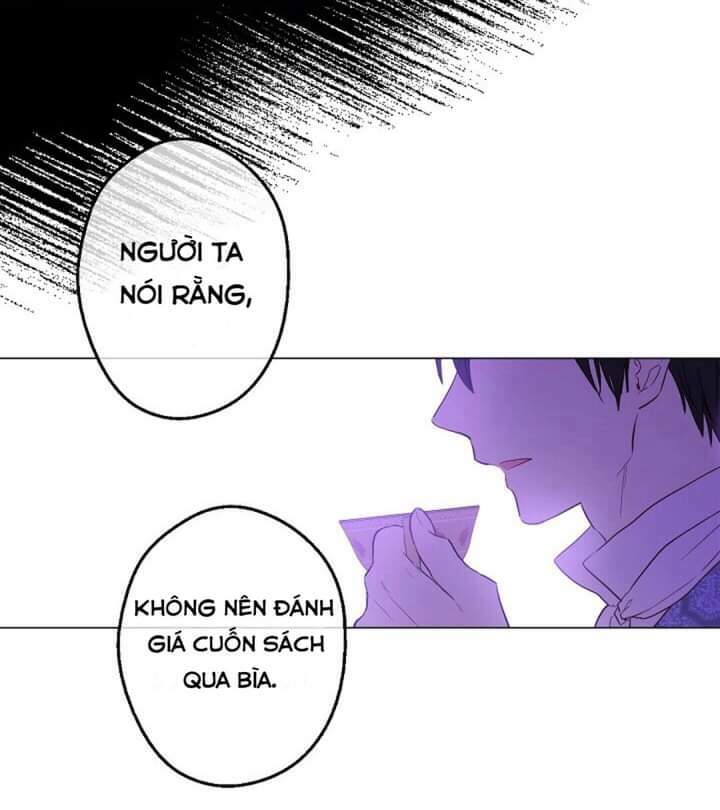 NGƯỜI TA
NÓI RẰNG,
KHÔNG NÊN ĐÁNH
GIÁ CUỐN SÁCH
QUA BÌA.